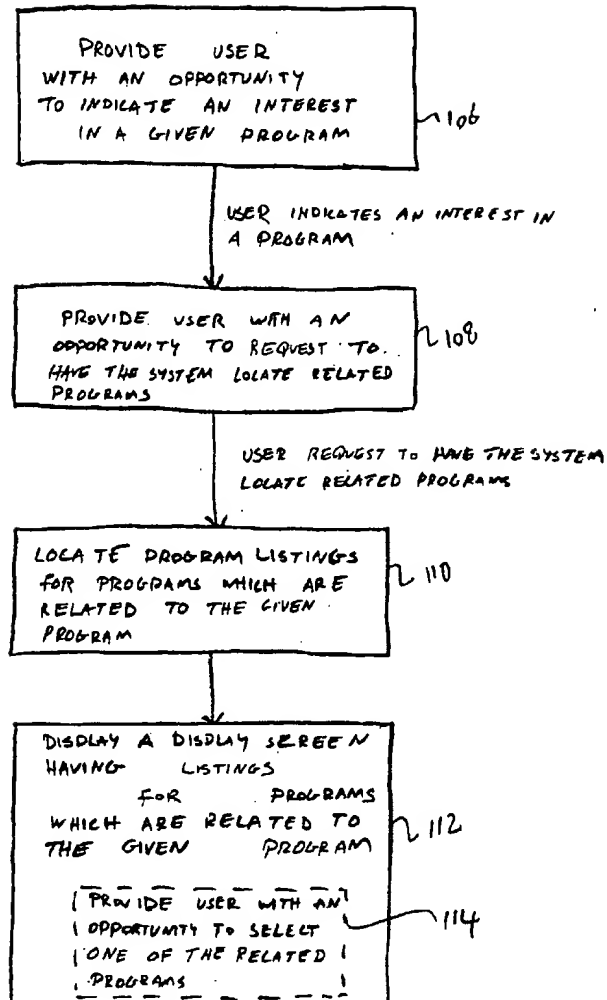 PROVIDE USER
WITH AN OPPORTUNITY
TO INDICATE AN INTEREST
IN A GIVEN PROGRAM
106
USER INDICATES AN INTEREST IN
A PROGRAM
PROVIDE USER WITH AN
OPPORTUNITY TO REQUEST TO
HAVE THE SYSTEM LOCATE RELATED
PROGRAMS
108
USER REQUEST TO HAVE THE SYSTEM
LOCATE RELATED PROGRAMS
LOCATE PROGRAM LISTINGS
FOR PROGRAMS WHICH ARE
RELATED TO THE GIVEN
PROGRAM
110
DISPLAY A DISPLAY SCREEN
HAVING LISTINGS
FOR PROGRAMS
WHICH ARE RELATED TO
THE GIVEN PROGRAM
112
PROVIDE USER WITH AN
OPPORTUNITY TO SELECT
ONE OF THE RELATED
PROGRAMS
114